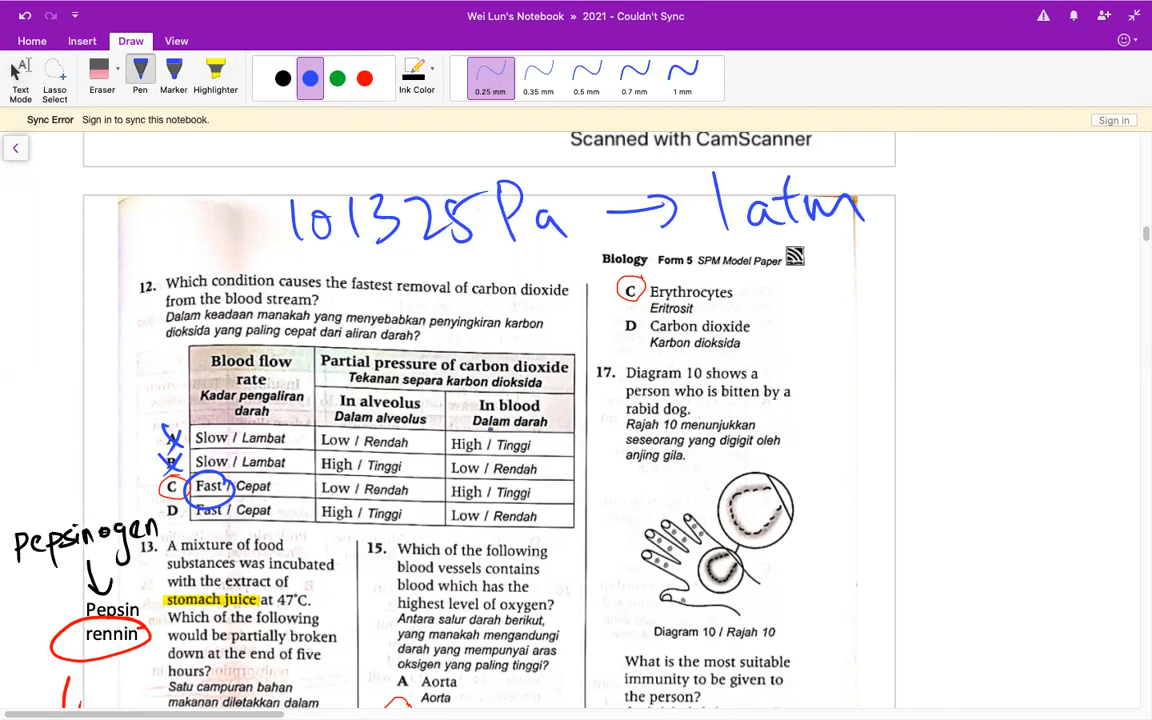 Wei Lun's Notebook » 2021 - Couldn't Sync
Home Insert Draw View
Text Mode
Lasso Select
Eraser
Pen
Marker
Highlighter
Ink Color
0.25 mm
0.35 mm
0.5 mm
0.7 mm
1 mm
Sync Error Sign in to sync this notebook.
Sign in
Scanned with CamScanner
101325Pa → 1 atm
Biology Form 5 SPM Model Paper
12. Which condition causes the fastest removal of carbon dioxide
from the blood stream?
Dalam keadaan manakah yang menyebabkan penyingkiran karbon
dioksida yang paling cepat dari aliran darah?
Blood flow
rate
Kadar pengaliran
darah
Partial pressure of carbon dioxide
Tekanan separa karbon dioksida
In alveolus
Dalam alveolus
In blood
Dalam darah
A Slow / Lambat Low / Rendah High / Tinggi
B Slow / Lambat High / Tinggi Low / Rendah
C Fast / Cepat Low / Rendah High / Tinggi
D Fast / Cepat High / Tinggi Low / Rendah
pepsinogen
Pepsin
rennin
13. A mixture of food
substances was incubated
with the extract of
stomach juice at 47°C.
Which of the following
would be partially broken
down at the end of five
hours?
Satu campuran bahan
makanan diletakkan dalam
15. Which of the following
blood vessels contains
blood which has the
highest level of oxygen?
Antara salur darah berikut,
yang manakah mengandungi
darah yang mempunyai aras
oksigen yang paling tinggi?
A Aorta
Aorta
C Erythrocytes
Eritrosit
D Carbon dioxide
Karbon dioksida
17. Diagram 10 shows a
person who is bitten by a
rabid dog.
Rajah 10 menunjukkan
seseorang yang digigit oleh
anjing gila.
Diagram 10 / Rajah 10
What is the most suitable
immunity to be given to
the person?